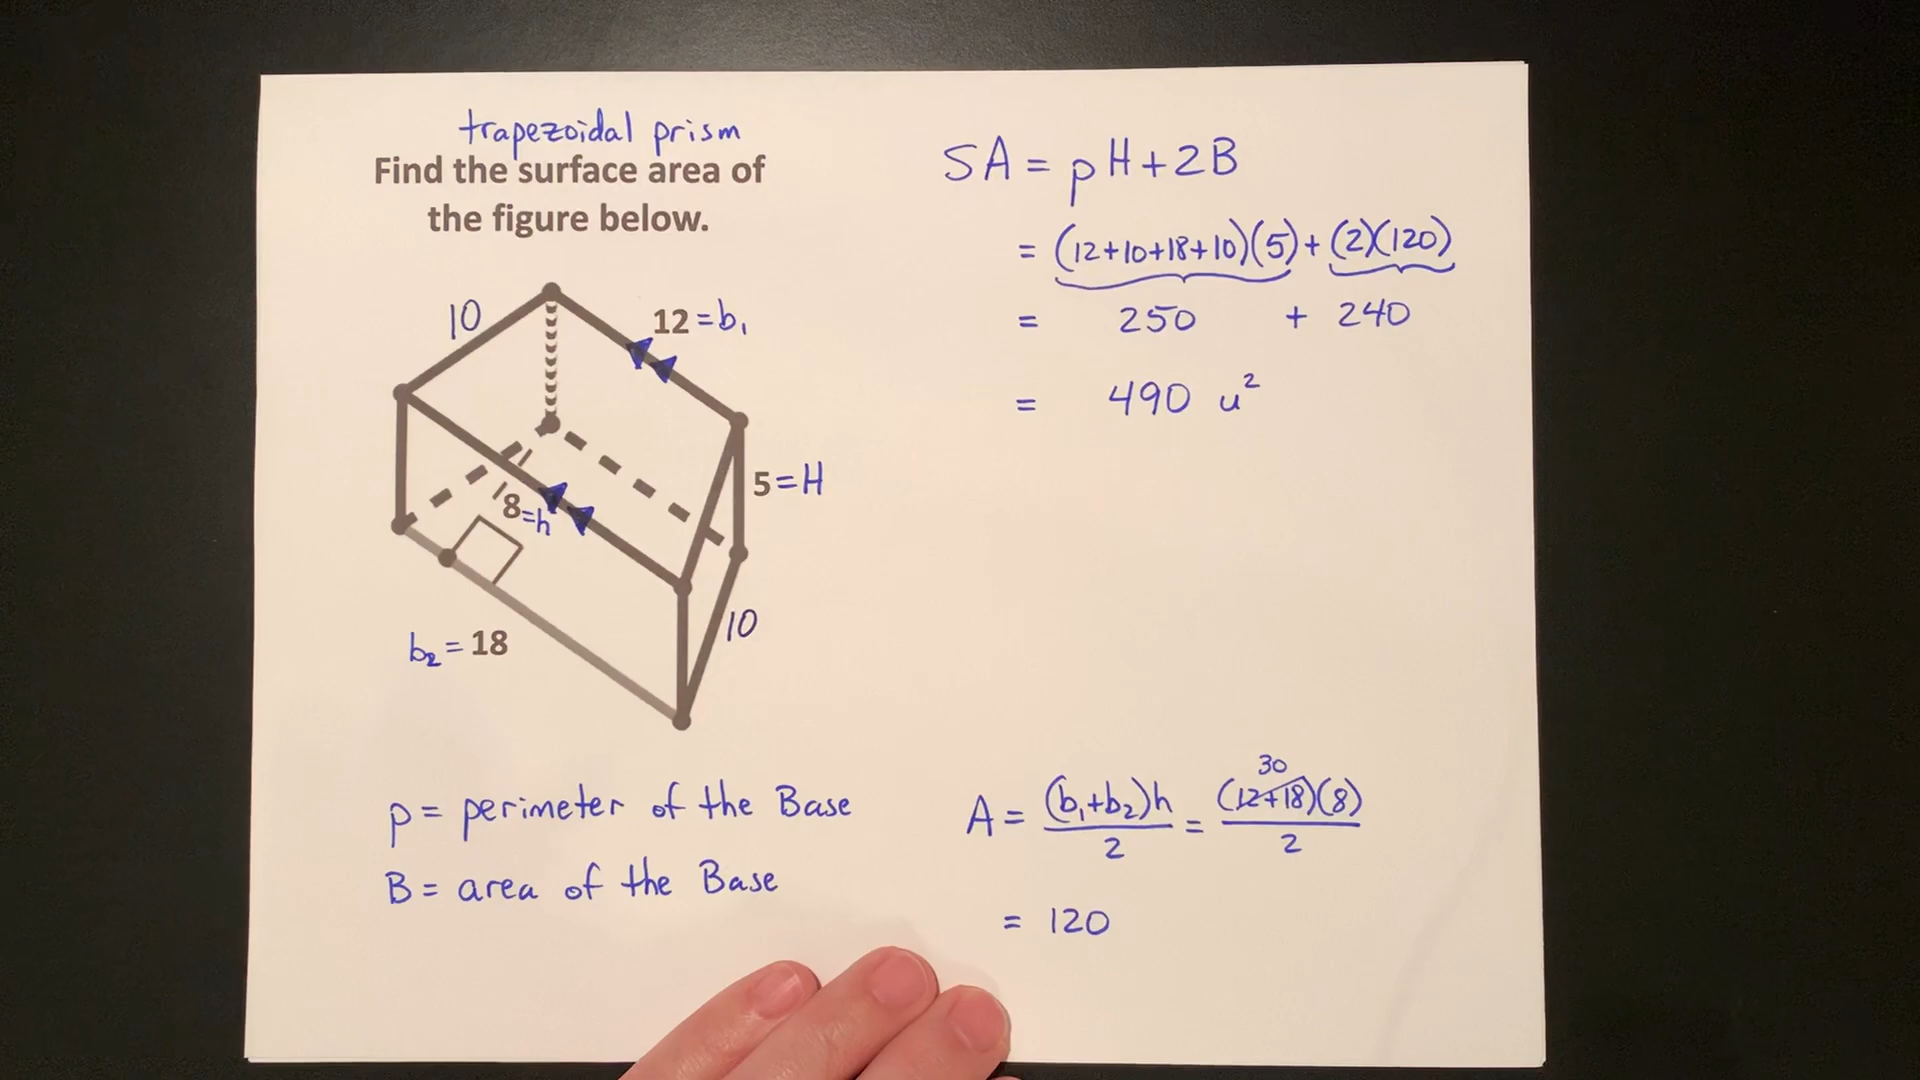 trapezoidal prism
Find the surface area of
the figure below.
10
12 = b₁
5 = H
8 = h
10
b₂ = 18
p = perimeter of the Base
B = area of the Base
SA = pH + 2B
= (12+10+18+10)(5) + (2)(120)
= 250 + 240
= 490 u²
30
A = (b₁+b₂)h / 2 = (12+18)(8) / 2
= 120